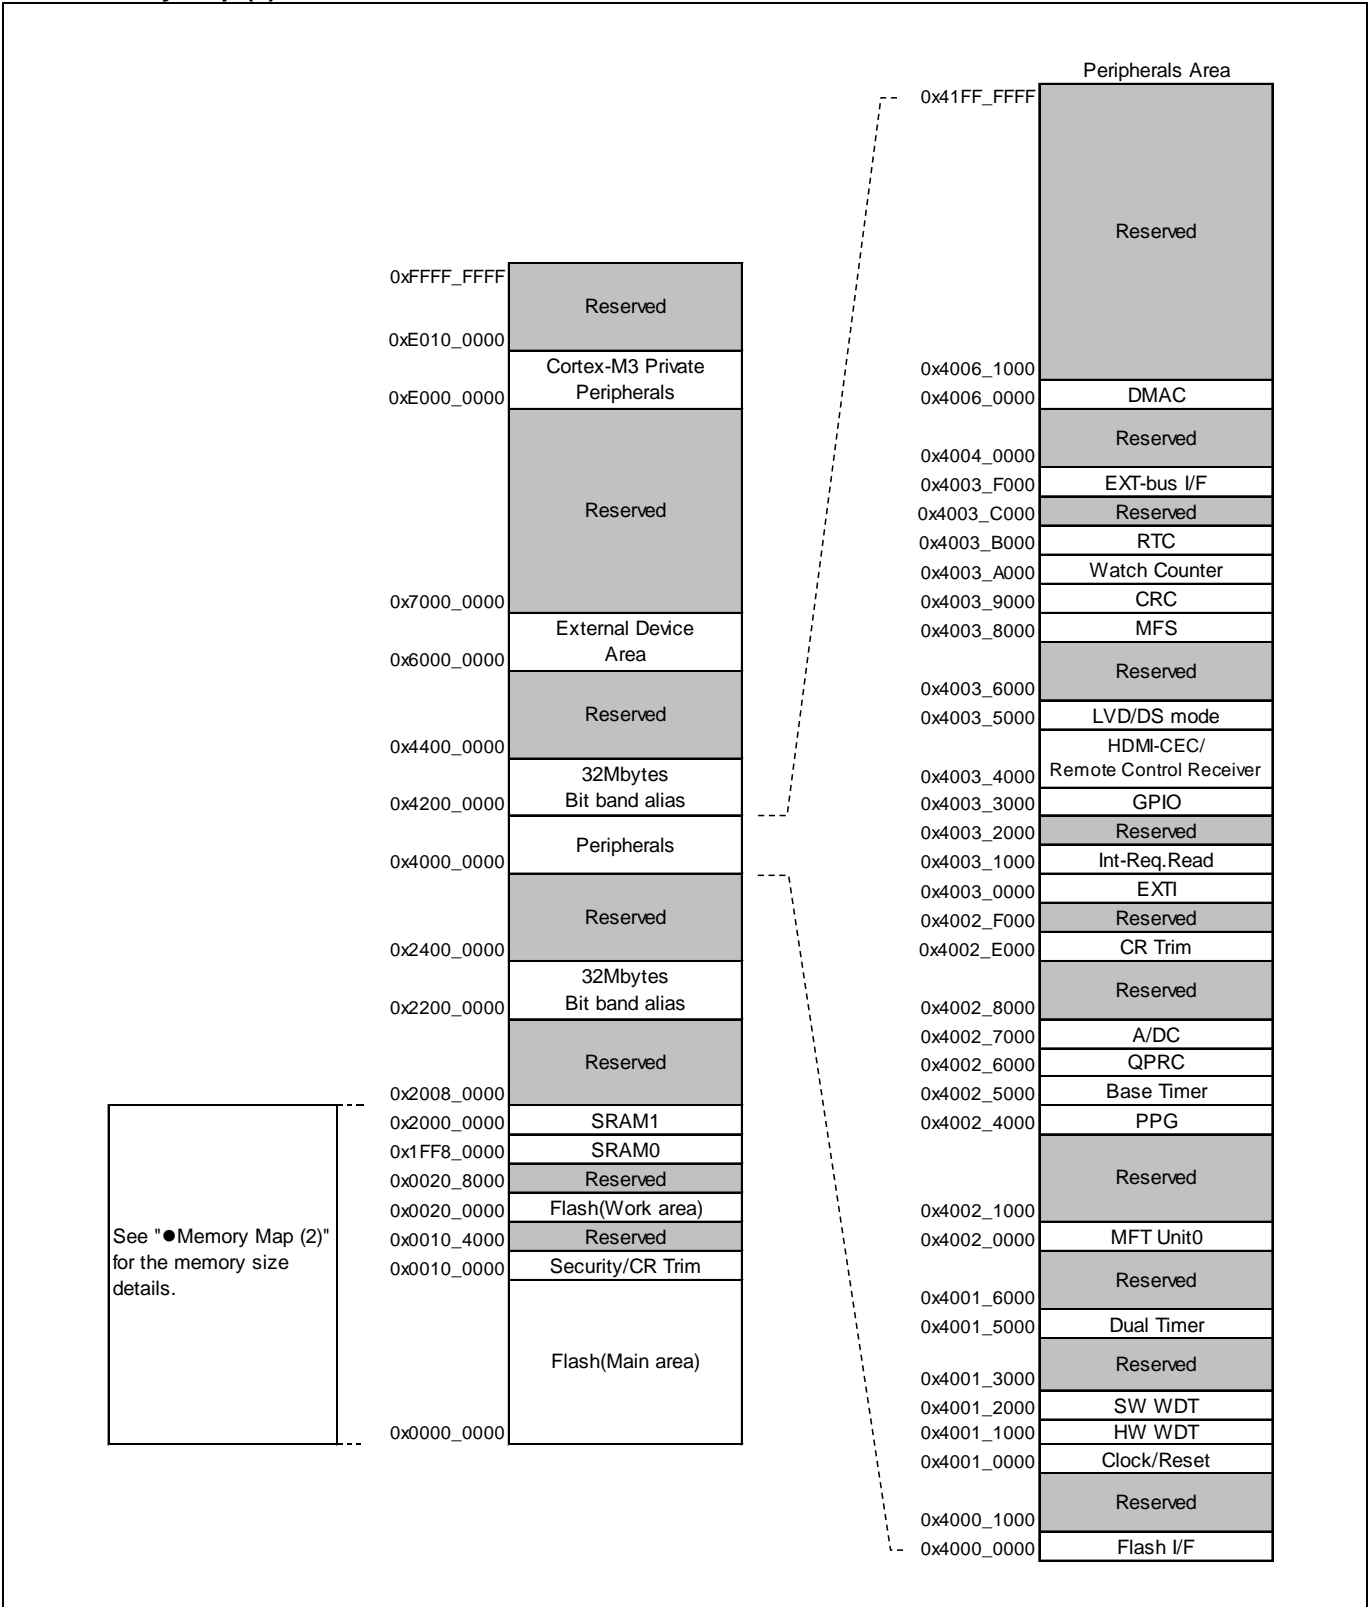 Peripherals Area
0x41FF_FFFF
Reserved
0xFFFF_FFFF
Reserved
0xE010_0000
Cortex-M3 Private
Peripherals
0xE000_0000
Reserved
0x7000_0000
External Device
Area
0x6000_0000
Reserved
0x4400_0000
32Mbytes
Bit band alias
0x4200_0000
Peripherals
0x4000_0000
Reserved
0x2400_0000
32Mbytes
Bit band alias
0x2200_0000
Reserved
0x2008_0000
0x2000_0000 SRAM1
0x1FF8_0000 SRAM0
0x0020_8000 Reserved
0x0020_0000 Flash(Work area)
0x0010_4000 Reserved
0x0010_0000 Security/CR Trim
Flash(Main area)
0x0000_0000
See "●Memory Map (2)"
for the memory size
details.
0x4006_1000
0x4006_0000 DMAC
Reserved
0x4004_0000
0x4003_F000 EXT-bus I/F
0x4003_C000 Reserved
0x4003_B000 RTC
0x4003_A000 Watch Counter
0x4003_9000 CRC
0x4003_8000 MFS
Reserved
0x4003_6000
0x4003_5000 LVD/DS mode
HDMI-CEC/
0x4003_4000 Remote Control Receiver
0x4003_3000 GPIO
0x4003_2000 Reserved
0x4003_1000 Int-Req.Read
0x4003_0000 EXTI
0x4002_F000 Reserved
0x4002_E000 CR Trim
Reserved
0x4002_8000
0x4002_7000 A/DC
0x4002_6000 QPRC
0x4002_5000 Base Timer
0x4002_4000 PPG
Reserved
0x4002_1000
0x4002_0000 MFT Unit0
Reserved
0x4001_6000
0x4001_5000 Dual Timer
Reserved
0x4001_3000
0x4001_2000 SW WDT
0x4001_1000 HW WDT
0x4001_0000 Clock/Reset
Reserved
0x4000_1000
0x4000_0000 Flash I/F